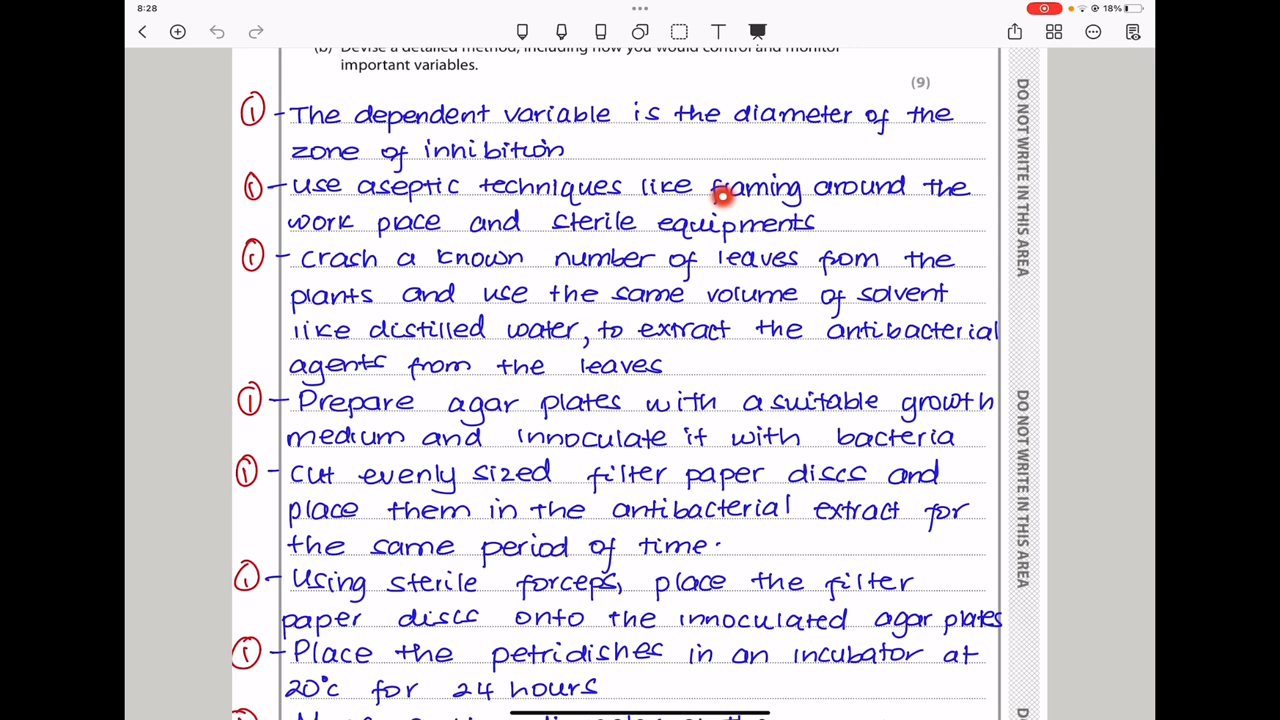 8:28
18%
(b) Devise a detailed method, including how you would control and monitor
important variables.
(9)
① - The dependent variable is the diameter of the
zone of inhibition
① - Use aseptic techniques like framing around the
work place and sterile equipments
① - Crash a known number of leaves from the
plants and use the same volume of solvent
like distilled water, to extract the antibacterial
agents from the leaves
① - Prepare agar plates with a suitable growth
medium and innoculate it with bacteria
① - Cut evenly sized filter paper discs and
place them in the antibacterial extract for
the same period of time.
① - Using sterile forceps, place the filter
paper discs onto the innoculated agar plates
① - Place the petridishes in an incubator at
20°c for 24 hours
DO NOT WRITE IN THIS AREA
DO NOT WRITE IN THIS AREA